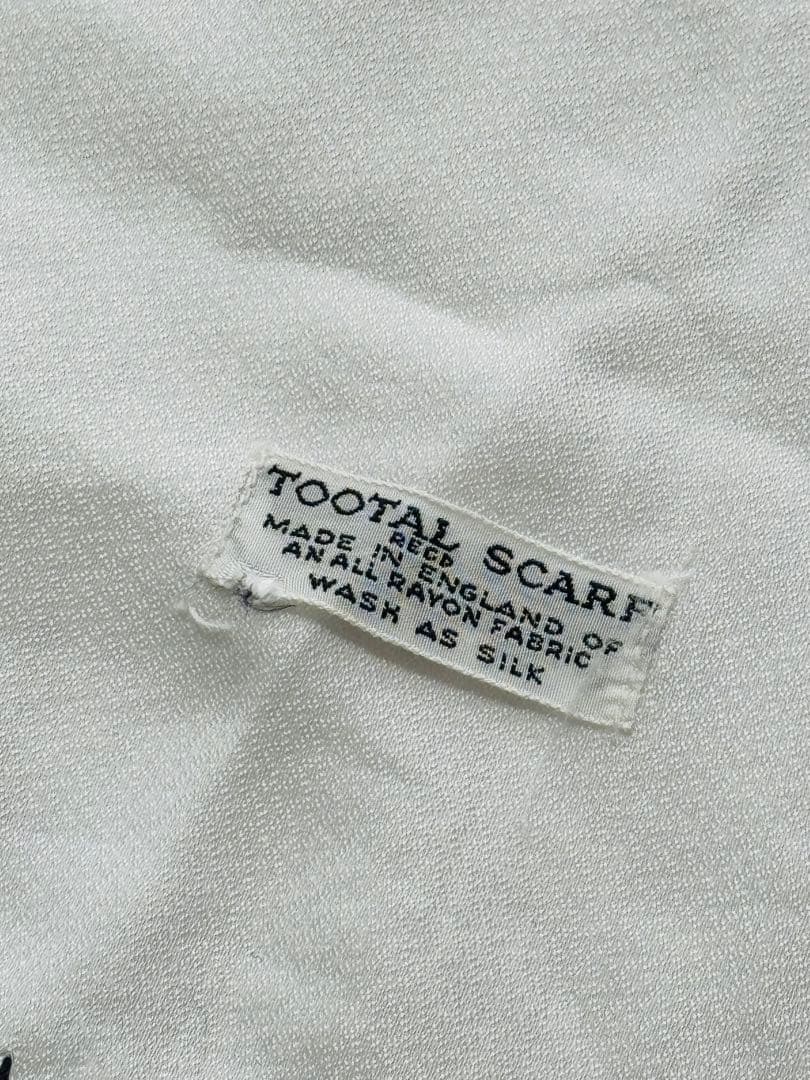 TOOTAL SCARF
REGD
MADE IN ENGLAND OF
AN ALL RAYON FABRIC
WASH AS SILK